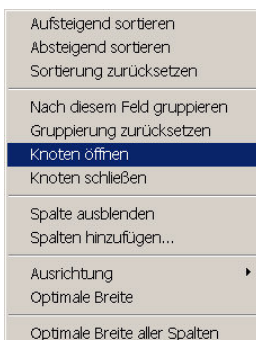 Aufsteigend sortieren
Absteigend sortieren
Sortierung zurücksetzen
Nach diesem Feld gruppieren
Gruppierung zurücksetzen
Knoten öffnen
Knoten schließen
Spalte ausblenden
Spalten hinzufügen...
Ausrichtung
Optimale Breite
Optimale Breite aller Spalten